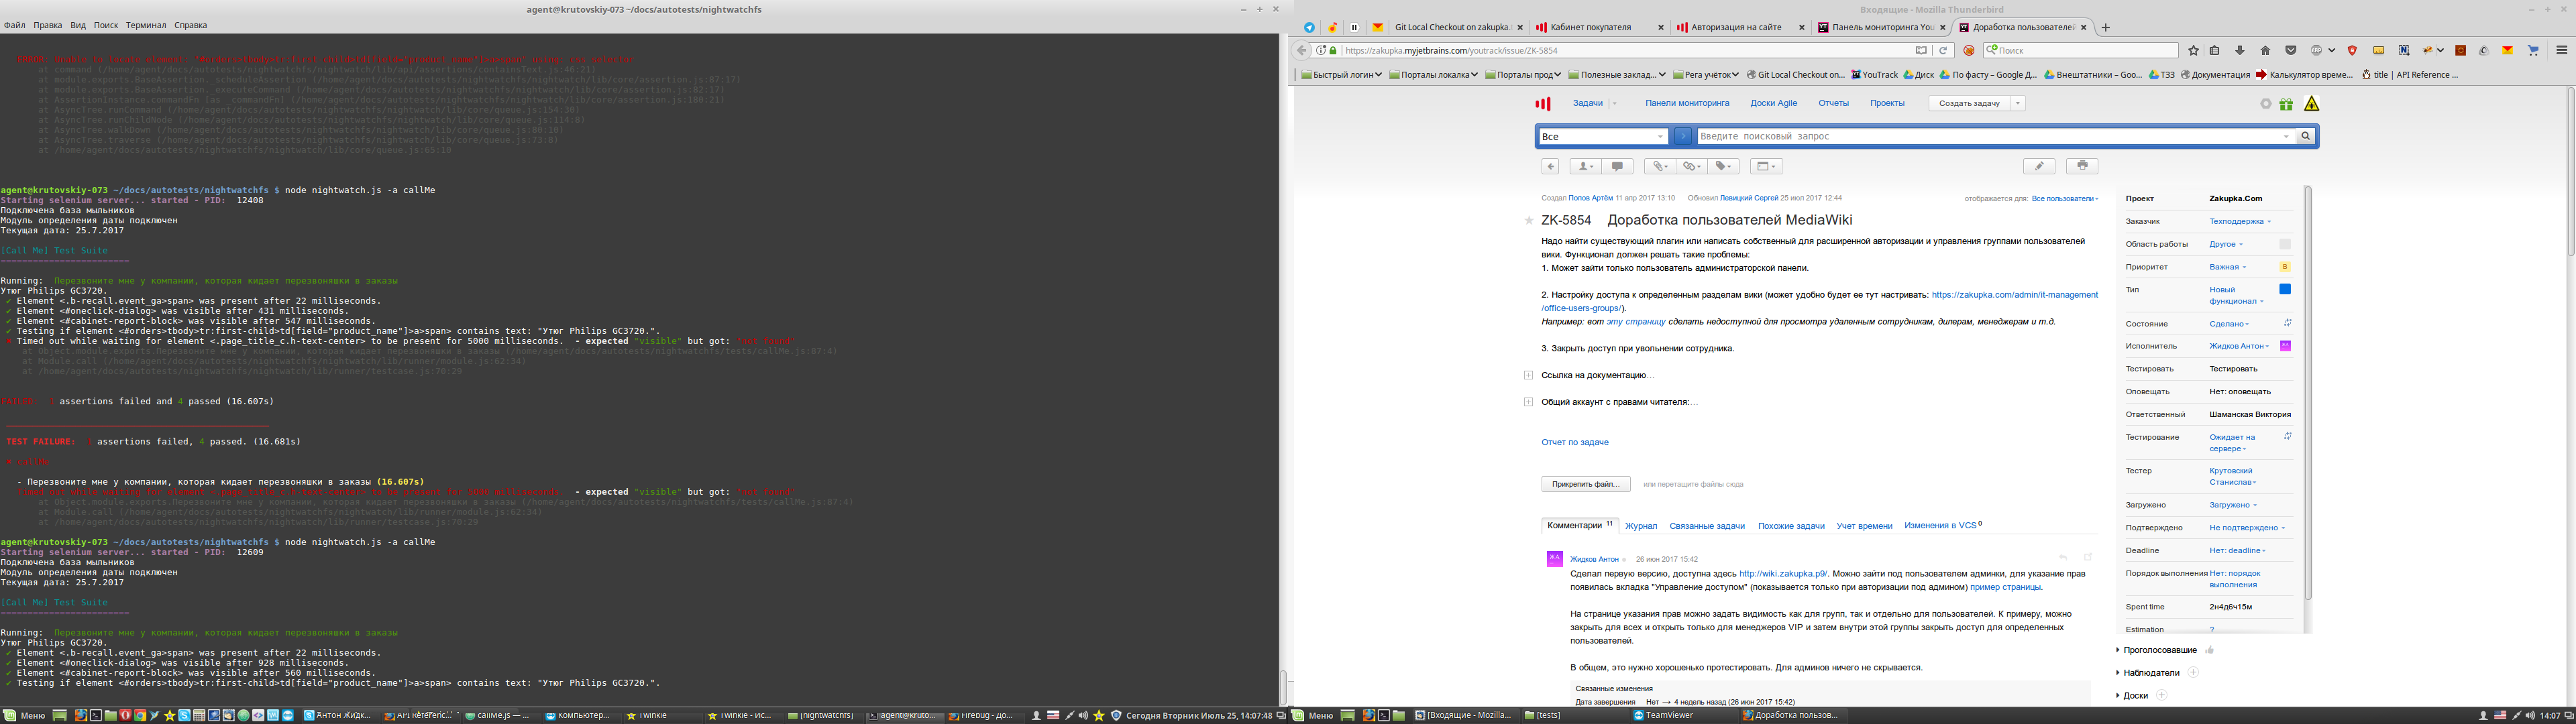 agent@krutovskiy-073 ~/docs/autotests/nightwatchfs
Файл Правка Вид Поиск Терминал Справка
ERROR: Unable to locate element: "#orders>tbody>tr:first-child>td[field="product_name"]>a>span" using: css selector
at command (/home/agent/docs/autotests/nightwatchfs/nightwatch/lib/api/assertions/containsText.js:40:21)
at module.exports.BaseAssertion._scheduleAssertion (/home/agent/docs/autotests/nightwatchfs/nightwatch/lib/core/assertion.js:87:17)
at module.exports.BaseAssertion._executeCommand (/home/agent/docs/autotests/nightwatchfs/nightwatch/lib/core/assertion.js:82:17)
at AssertionInstance.commandFn [as __commandFn] (/home/agent/docs/autotests/nightwatchfs/nightwatch/lib/core/assertion.js:180:21)
at AsyncTree.runCommand (/home/agent/docs/autotests/nightwatchfs/nightwatch/lib/core/queue.js:154:30)
at AsyncTree.runChildNode (/home/agent/docs/autotests/nightwatchfs/nightwatch/lib/core/queue.js:114:8)
at AsyncTree.walkDown (/home/agent/docs/autotests/nightwatchfs/nightwatch/lib/core/queue.js:80:10)
at AsyncTree.traverse (/home/agent/docs/autotests/nightwatchfs/nightwatch/lib/core/queue.js:73:8)
at /home/agent/docs/autotests/nightwatchfs/nightwatch/lib/core/queue.js:65:10
agent@krutovskiy-073 ~/docs/autotests/nightwatchfs $ node nightwatch.js -a callMe
Starting selenium server... started - PID: 12408
Подключена база мыльников
Модуль определения даты подключен
Текущая дата: 25.7.2017
[Call Me] Test Suite
========================
Running: Перезвоните мне у компании, которая кидает перезвоняшки в заказы
Утюг Philips GC3720.
✔ Element <.b-recall.event_ga>span> was present after 22 milliseconds.
✔ Element <#oneclick-dialog> was visible after 431 milliseconds.
✔ Element <#cabinet-report-block> was visible after 547 milliseconds.
✔ Testing if element <#orders>tbody>tr:first-child>td[field="product_name"]>a>span> contains text: "Утюг Philips GC3720.".
✖ Timed out while waiting for element <.page_title_c.h-text-center> to be present for 5000 milliseconds. - expected "visible" but got: "not found"
at Object.module.exports.Перезвоните мне у компании, которая кидает перезвоняшки в заказы (/home/agent/docs/autotests/nightwatchfs/tests/callMe.js:87:4)
at Module.call (/home/agent/docs/autotests/nightwatchfs/nightwatch/lib/runner/module.js:62:34)
at /home/agent/docs/autotests/nightwatchfs/nightwatch/lib/runner/testcase.js:70:29
FAILED: 1 assertions failed and 4 passed (16.607s)
TEST FAILURE: 1 assertions failed, 4 passed. (16.681s)
✖ callMe
- Перезвоните мне у компании, которая кидает перезвоняшки в заказы (16.607s)
Timed out while waiting for element <.page_title_c.h-text-center> to be present for 5000 milliseconds. - expected "visible" but got: "not found"
at Object.module.exports.Перезвоните мне у компании, которая кидает перезвоняшки в заказы (/home/agent/docs/autotests/nightwatchfs/tests/callMe.js:87:4)
at Module.call (/home/agent/docs/autotests/nightwatchfs/nightwatch/lib/runner/module.js:62:34)
at /home/agent/docs/autotests/nightwatchfs/nightwatch/lib/runner/testcase.js:70:29
agent@krutovskiy-073 ~/docs/autotests/nightwatchfs $ node nightwatch.js -a callMe
Starting selenium server... started - PID: 12609
Подключена база мыльников
Модуль определения даты подключен
Текущая дата: 25.7.2017
[Call Me] Test Suite
========================
Running: Перезвоните мне у компании, которая кидает перезвоняшки в заказы
Утюг Philips GC3720.
✔ Element <.b-recall.event_ga>span> was present after 22 milliseconds.
✔ Element <#oneclick-dialog> was visible after 928 milliseconds.
✔ Element <#cabinet-report-block> was visible after 560 milliseconds.
✔ Testing if element <#orders>tbody>tr:first-child>td[field="product_name"]>a>span> contains text: "Утюг Philips GC3720.".
Меню Антон Жидк... API Referenc... callMe.js — ... Компьютер... Twinkle Twinkle - Ис... [nightwatchfs] agent@kruto... Firebug - До... Сегодня Вторник Июль 25, 14:07:48
Входящие - Mozilla Thunderbird
Git Local Checkout on zakupka. Кабинет покупателя Авторизация на сайте Панель мониторинга You Доработка пользователей
https://zakupka.myjetbrains.com/youtrack/issue/ZK-5854 Поиск
Быстрый логин Порталы локалка Порталы прод Полезные заклад... Рега учёток Git Local Checkout on... YouTrack Диск По фасту – Google Д... Внештатники – Goo... ТЗЗ Документация Калькулятор време... title | API Reference ...
Задачи Панели мониторинга Доски Agile Отчеты Проекты Создать задачу
Все Введите поисковый запрос
Создал Попов Артём 11 апр 2017 13:10 Обновил Левицкий Сергей 25 июл 2017 12:44 отображается для: Все пользователи
ZK-5854 Доработка пользователей MediaWiki
Надо найти существующий плагин или написать собственный для расширенной авторизации и управления группами пользователей
вики. Функционал должен решать такие проблемы:
1. Может зайти только пользователь администраторской панели.
2. Настройку доступа к определенным разделам вики (может удобно будет ее тут настривать: https://zakupka.com/admin/it-management
/office-users-groups/).
Например: вот эту страницу сделать недоступной для просмотра удаленным сотрудникам, дилерам, менеджерам и т.д.
3. Закрыть доступ при увольнении сотрудника.
Ссылка на документацию...
Общий аккаунт с правами читателя:...
Отчет по задаче
Прикрепить файл... или перетащите файлы сюда
Комментарии 11 Журнал Связанные задачи Похожие задачи Учет времени Изменения в VCS 0
ЖА Жидков Антон 26 июн 2017 15:42
Сделал первую версию, доступна здесь http://wiki.zakupka.p9/. Можно зайти под пользователем админки, для указание прав
появилась вкладка "Управление доступом" (показывается только при авторизации под админом) пример страницы.
На странице указания прав можно задать видимость как для групп, так и отдельно для пользователей. К примеру, можно
закрыть для всех и открыть только для менеджеров VIP и затем внутри этой группы закрыть доступ для определенных
пользователей.
В общем, это нужно хорошенько протестировать. Для админов ничего не скрывается.
Связанные изменения
Дата завершения Нет → 4 недель назад (26 июн 2017 15:42)
Проект Zakupka.Com
Заказчик Техподдержка
Область работы Другое
Приоритет Важная В
Тип Новый
функционал
Состояние Сделано
Исполнитель Жидков Антон
Тестировать Тестировать
Оповещать Нет: оповещать
Ответственный Шаманская Виктория
Тестирование Ожидает на
сервере
Тестер Крутовский
Станислав
Загружено Загружено
Подтверждено Не подтверждено
Deadline Нет: deadline
Порядок выполнения Нет: порядок
выполнения
Spent time 2н4д6ч15м
Estimation ?
Проголосовавшие
Наблюдатели
Доски
Меню [Входящие - Mozilla... [tests] TeamViewer Доработка пользов... 14:07